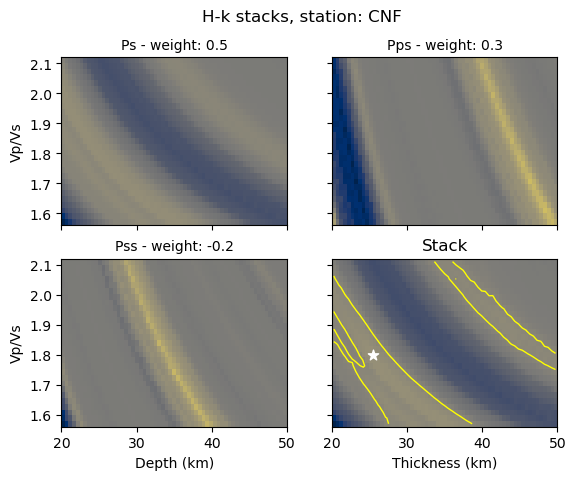 H-k stacks, station: CNF
Ps - weight: 0.5
Pps - weight: 0.3
2.1
2.0
1.9
1.8
1.7
1.6
Vp/Vs
Pss - weight: -0.2
Stack
2.1
2.0
1.9
1.8
1.7
1.6
Vp/Vs
20 30 40 50
20 30 40 50
Depth (km)
Thickness (km)